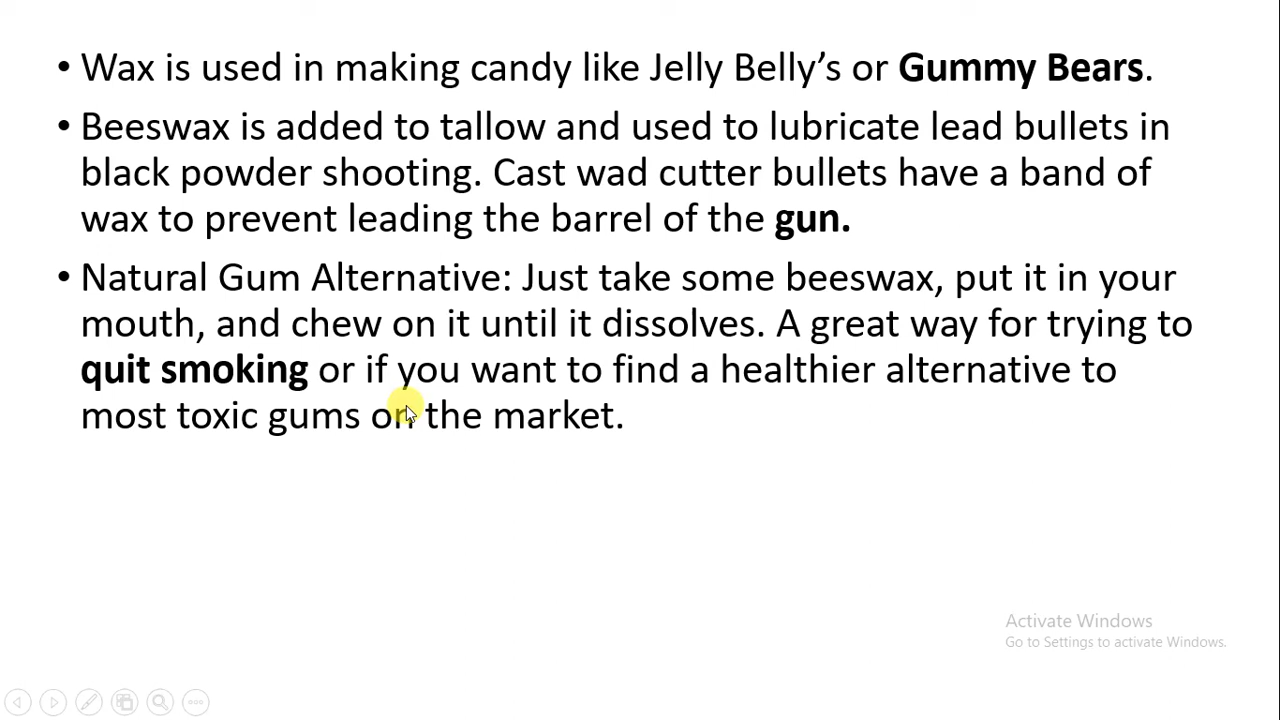 • Wax is used in making candy like Jelly Belly’s or Gummy Bears.
• Beeswax is added to tallow and used to lubricate lead bullets in
black powder shooting. Cast wad cutter bullets have a band of
wax to prevent leading the barrel of the gun.
• Natural Gum Alternative: Just take some beeswax, put it in your
mouth, and chew on it until it dissolves. A great way for trying to
quit smoking or if you want to find a healthier alternative to
most toxic gums on the market.
Activate Windows
Go to Settings to activate Windows.